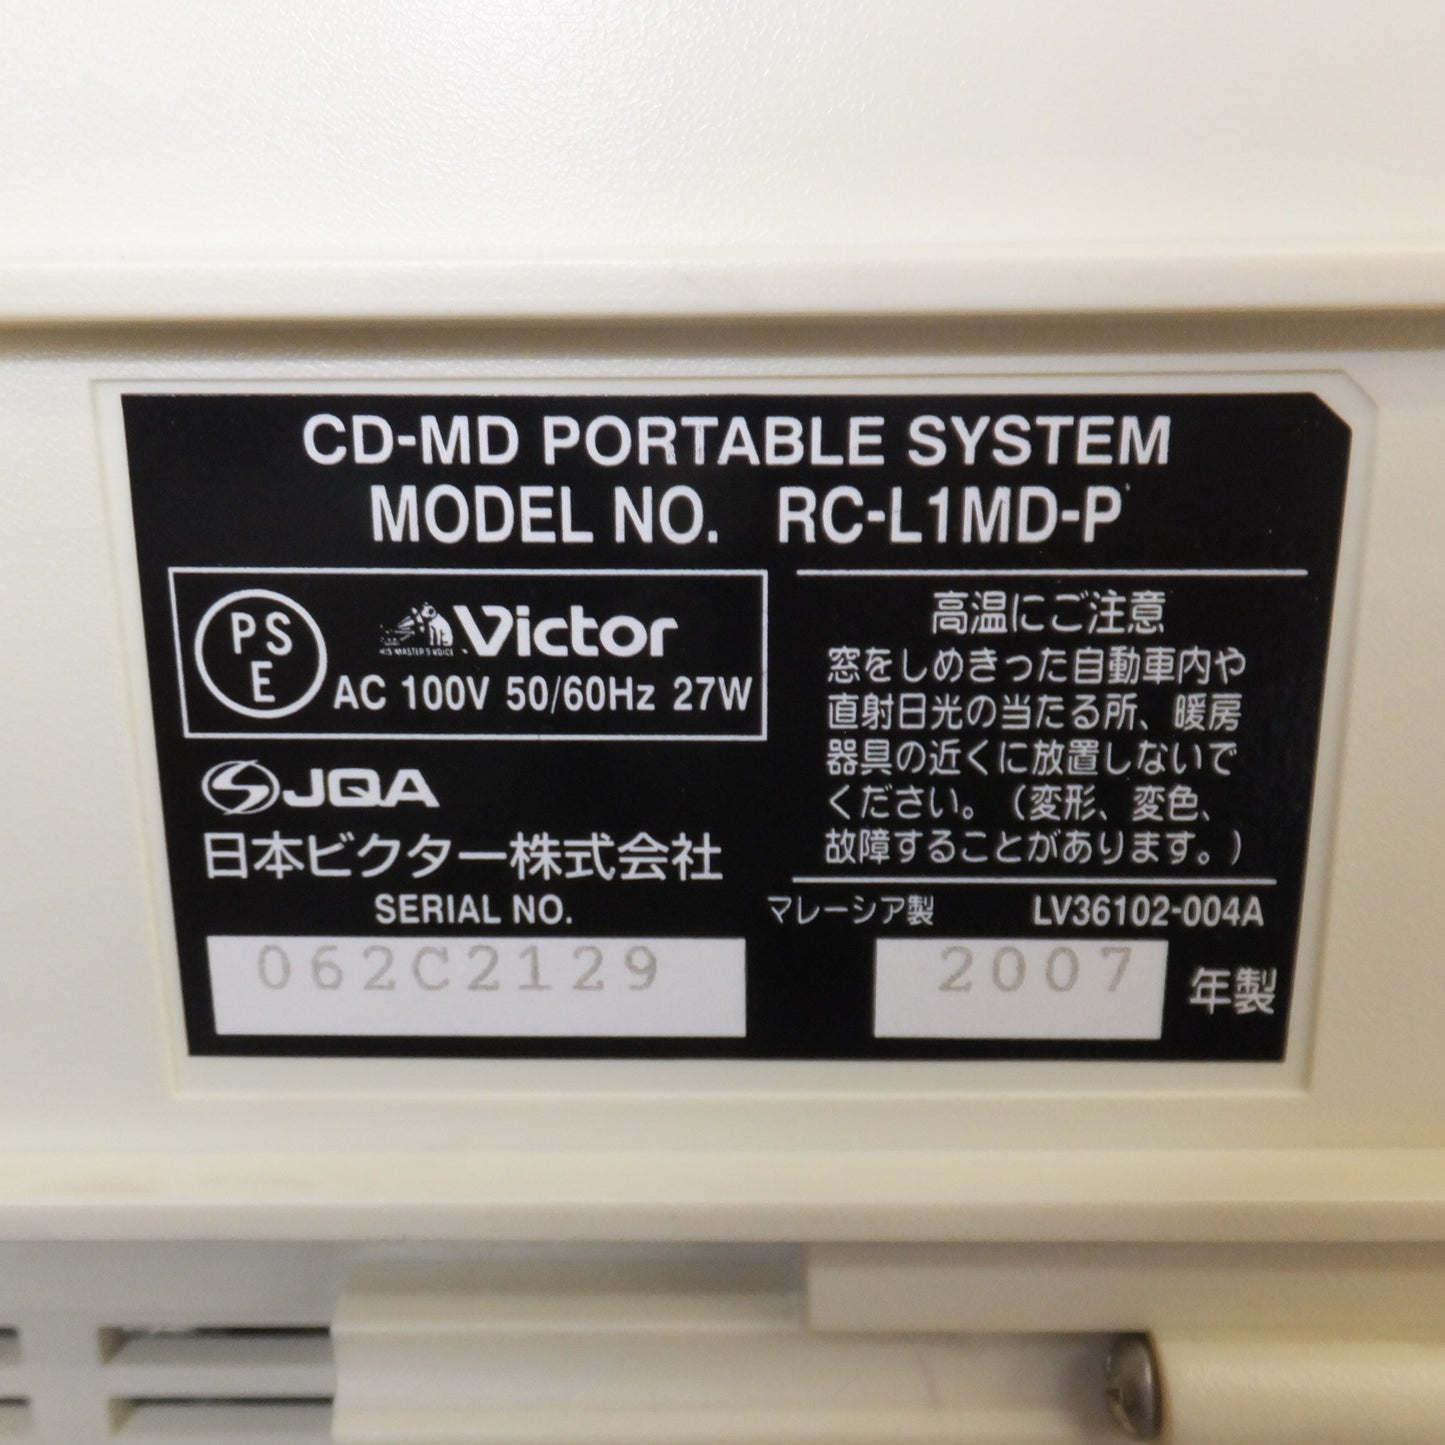 CD-MD PORTABLE SYSTEM
MODEL NO. RC-L1MD-P
PS
E
HIS MASTER'S VOICE
Victor
AC 100V 50/60Hz 27W
JQA
日本ビクター株式会社
SERIAL NO.
062C2129
高温にご注意
窓をしめきった自動車内や
直射日光の当たる所、暖房
器具の近くに放置しないで
ください。（変形、変色、
故障することがあります。）
マレーシア製 LV36102-004A
2007 年製